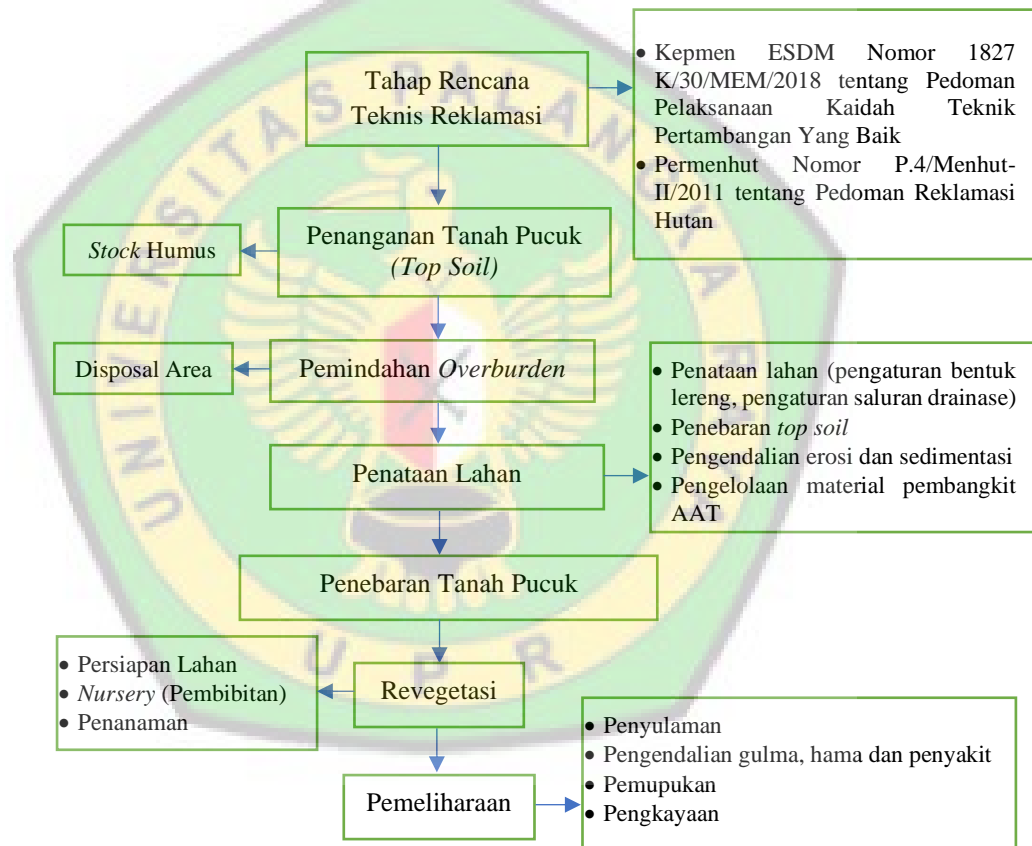 Tahap Rencana
Teknis Reklamasi
• Kepmen ESDM Nomor 1827
K/30/MEM/2018 tentang Pedoman
Pelaksanaan Kaidah Teknik
Pertambangan Yang Baik
• Permenhut Nomor P.4/Menhut-
II/2011 tentang Pedoman Reklamasi
Hutan
Penanganan Tanah Pucuk
(Top Soil)
Stock Humus
Pemindahan Overburden
Disposal Area
Penataan Lahan
• Penataan lahan (pengaturan bentuk
lereng, pengaturan saluran drainase)
• Penebaran top soil
• Pengendalian erosi dan sedimentasi
• Pengelolaan material pembangkit
AAT
Penebaran Tanah Pucuk
Revegetasi
• Persiapan Lahan
• Nursery (Pembibitan)
• Penanaman
Pemeliharaan
• Penyulaman
• Pengendalian gulma, hama dan penyakit
• Pemupukan
• Pengkayaan
UNIVERSITAS PALANGKA RAYA
UPR